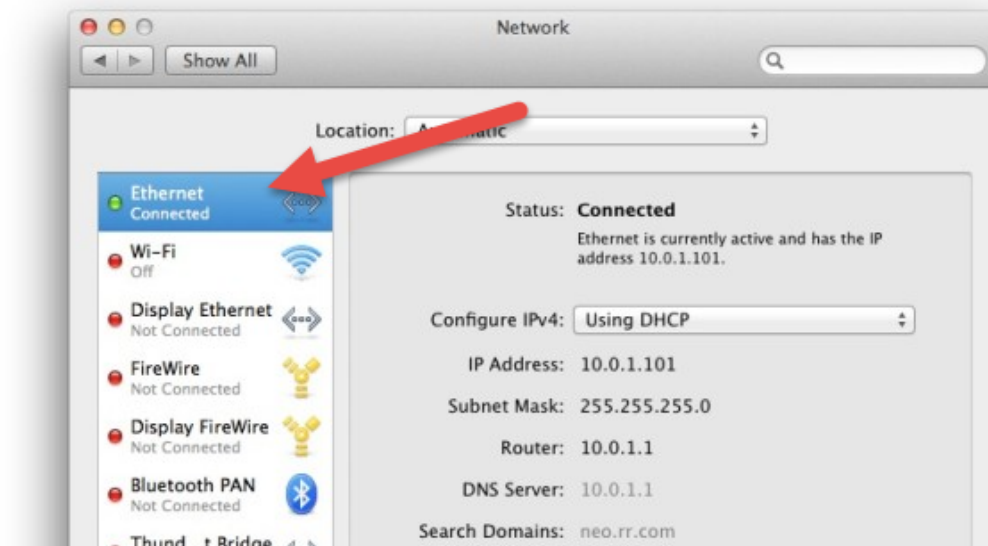 Network
Show All
Location:
Ethernet
Connected
Wi-Fi
Off
Display Ethernet
Not Connected
FireWire
Not Connected
Display FireWire
Not Connected
Bluetooth PAN
Not Connected
Thund...t Bridge
Status: Connected
Ethernet is currently active and has the IP
address 10.0.1.101.
Configure IPv4: Using DHCP
IP Address: 10.0.1.101
Subnet Mask: 255.255.255.0
Router: 10.0.1.1
DNS Server: 10.0.1.1
Search Domains: neo.rr.com